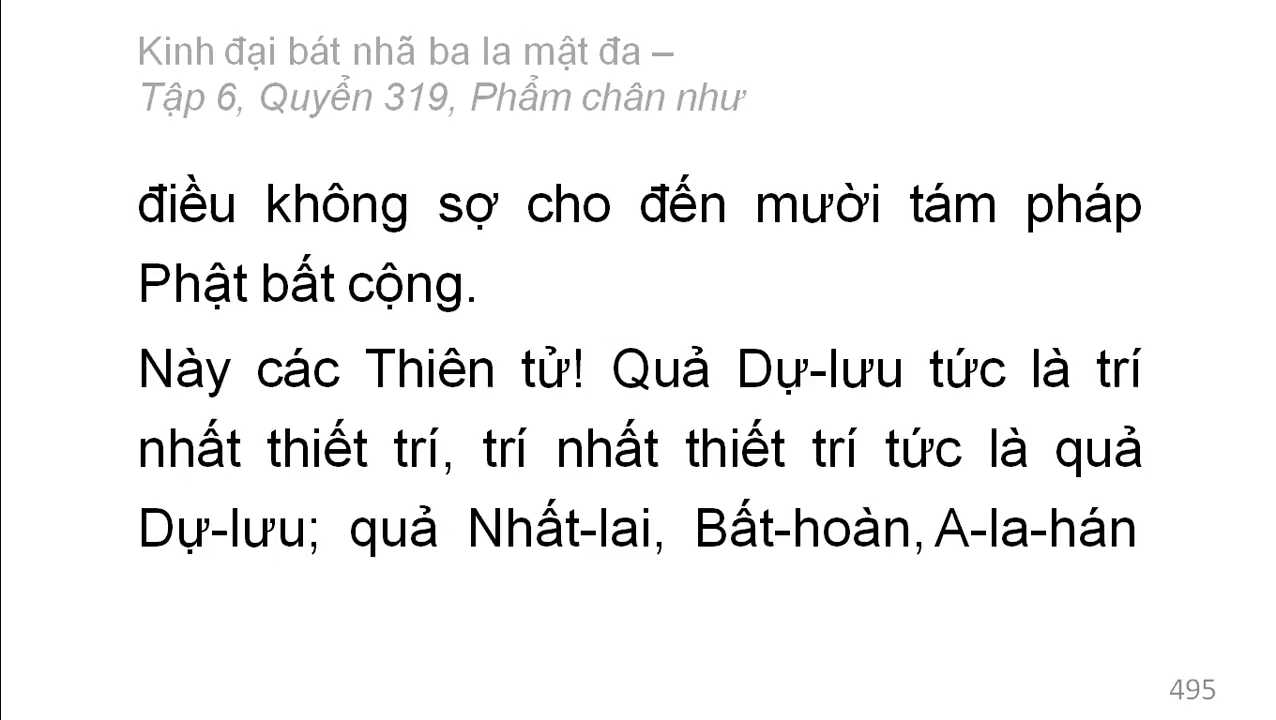 Kinh đại bát nhã ba la mật đa –
Tập 6, Quyển 319, Phẩm chân như
điều không sợ cho đến mười tám pháp
Phật bất cộng.
Này các Thiên tử! Quả Dự-lưu tức là trí
nhất thiết trí, trí nhất thiết trí tức là quả
Dự-lưu; quả Nhất-lai, Bất-hoàn, A-la-hán
495